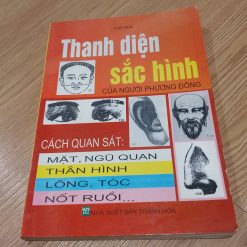 Thanh diện
sắc hình
CỦA NGƯỜI PHƯƠNG ĐÔNG
CÁCH QUAN SÁT:
MẶT, NGŨ QUAN
THÂN HÌNH
LÔNG, TÓC
NỐT RUỒI...
NHÀ XUẤT BẢN THANH HÓA